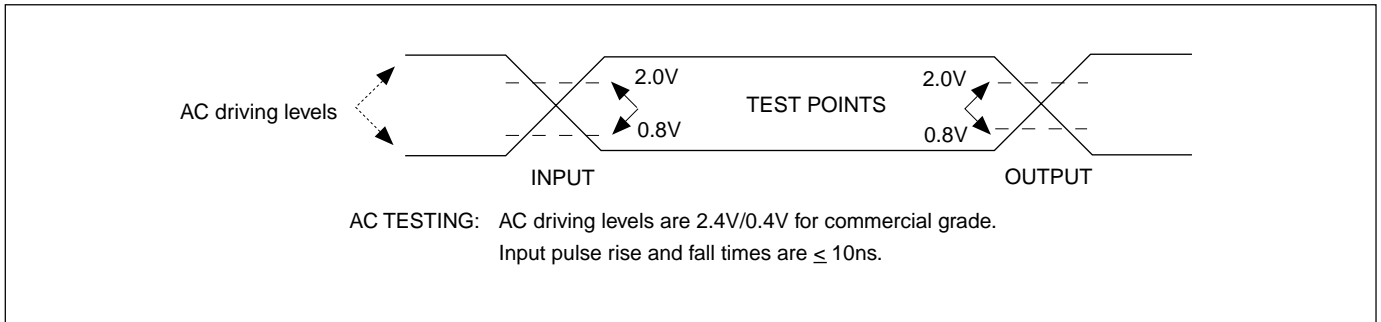 2.0V
2.0V
AC driving levels
TEST POINTS
0.8V
0.8V
INPUT
OUTPUT
AC TESTING: AC driving levels are 2.4V/0.4V for commercial grade.
Input pulse rise and fall times are ≤ 10ns.